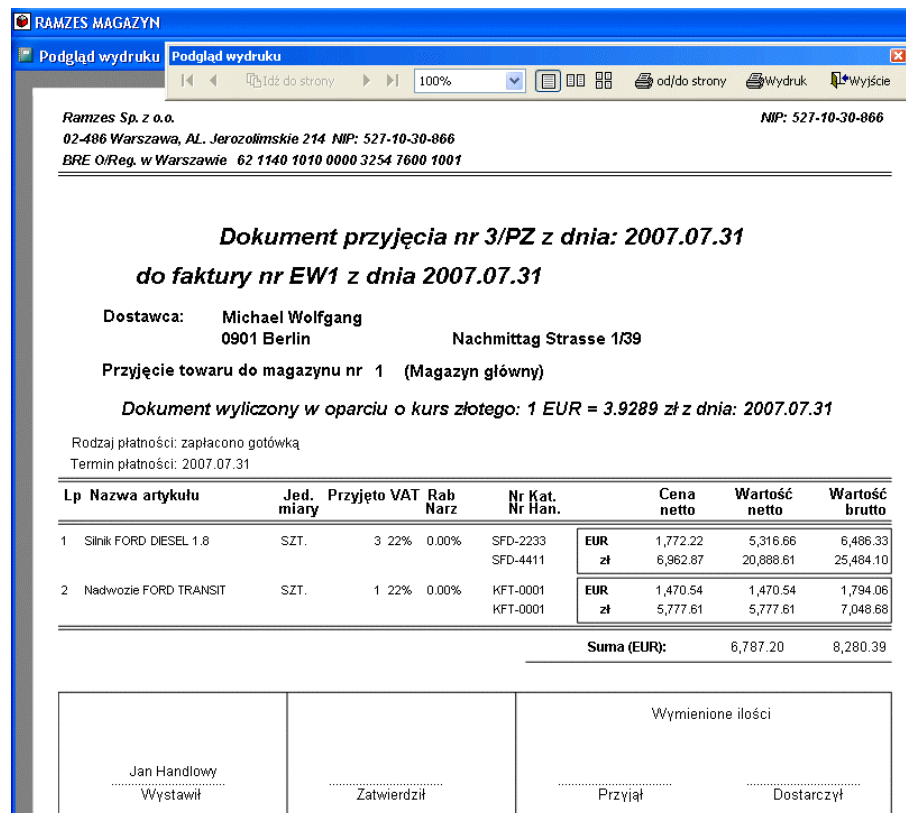 RAMZES MAGAZYN
Podgląd wydruku
Podgląd wydruku
Idź do strony 100% od/do strony Wydruk Wyjście
Ramzes Sp. z o.o. NIP: 527-10-30-866
02-486 Warszawa, AL. Jerozolimskie 214 NIP: 527-10-30-866
BRE O/Reg. w Warszawie 62 1140 1010 0000 3254 7600 1001
Dokument przyjęcia nr 3/PZ z dnia: 2007.07.31
do faktury nr EW1 z dnia 2007.07.31
Dostawca: Michael Wolfgang
0901 Berlin Nachmittag Strasse 1/39
Przyjęcie towaru do magazynu nr 1 (Magazyn główny)
Dokument wyliczony w oparciu o kurs złotego: 1 EUR = 3.9289 zł z dnia: 2007.07.31
Rodzaj płatności: zapłacono gotówką
Termin płatności: 2007.07.31
Lp Nazwa artykułu Jed. Przyjęto VAT Rab Nr Kat. Cena Wartość Wartość
miary Narz Nr Han. netto netto brutto
1 Silnik FORD DIESEL 1.8 SZT. 3 22% 0.00% SFD-2233 EUR 1,772.22 5,316.66 6,486.33
SFD-4411 zł 6,962.87 20,888.61 25,484.10
2 Nadwozie FORD TRANSIT SZT. 1 22% 0.00% KFT-0001 EUR 1,470.54 1,470.54 1,794.06
KFT-0001 zł 5,777.61 5,777.61 7,048.68
Suma (EUR): 6,787.20 8,280.39
Wymienione ilości
Jan Handlowy
Wystawił Zatwierdził Przyjął Dostarczył